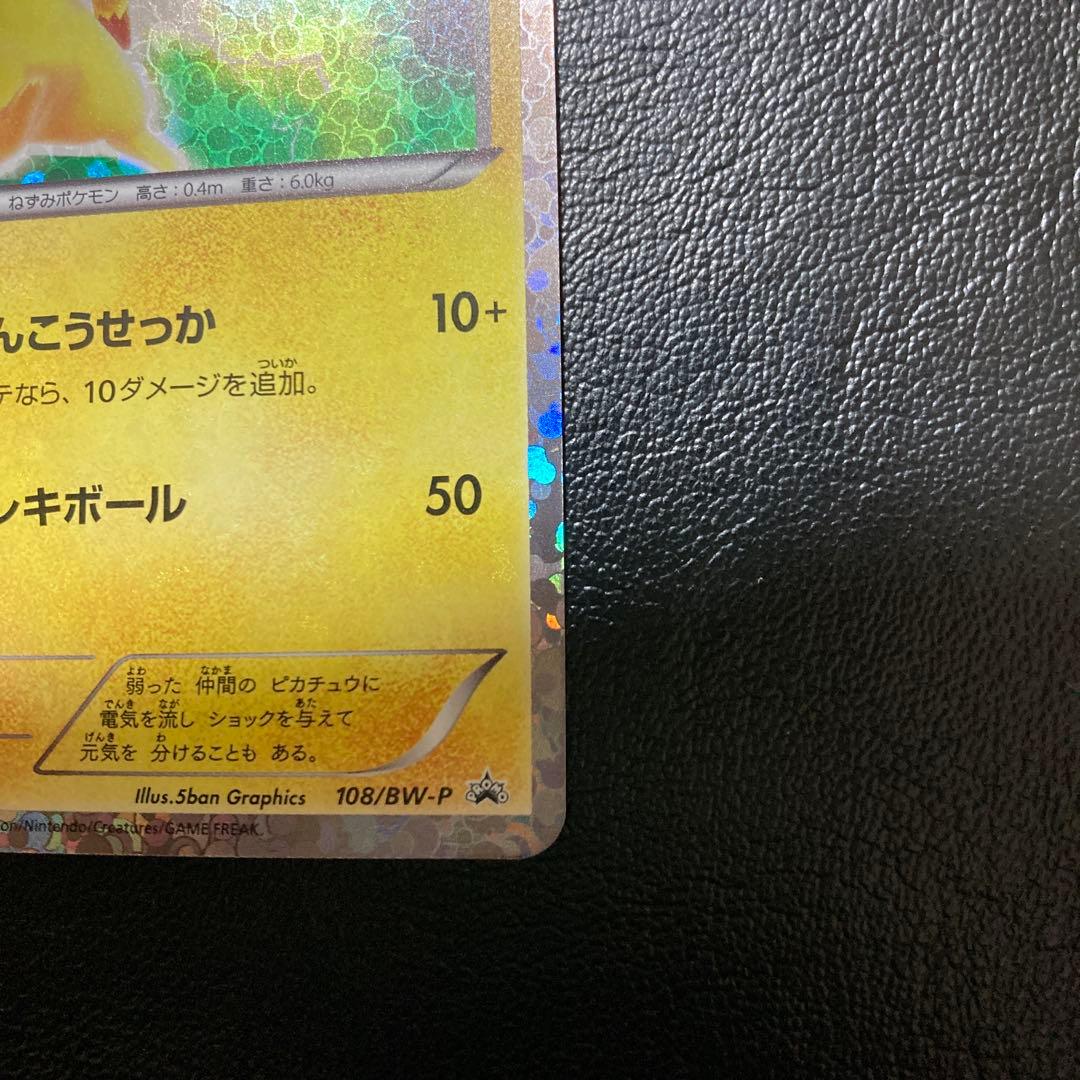 ねずみポケモン 高さ：0.4m 重さ：6.0kg
んこうせっか 10+
テなら、10ダメージを追加。
キボール 50
弱った 仲間の ピカチュウに
電気を流し ショックを与えて
元気を 分けることも ある。
Illus.5ban Graphics 108/BW-P
on/Nintendo/Creatures/GAME FREAK.